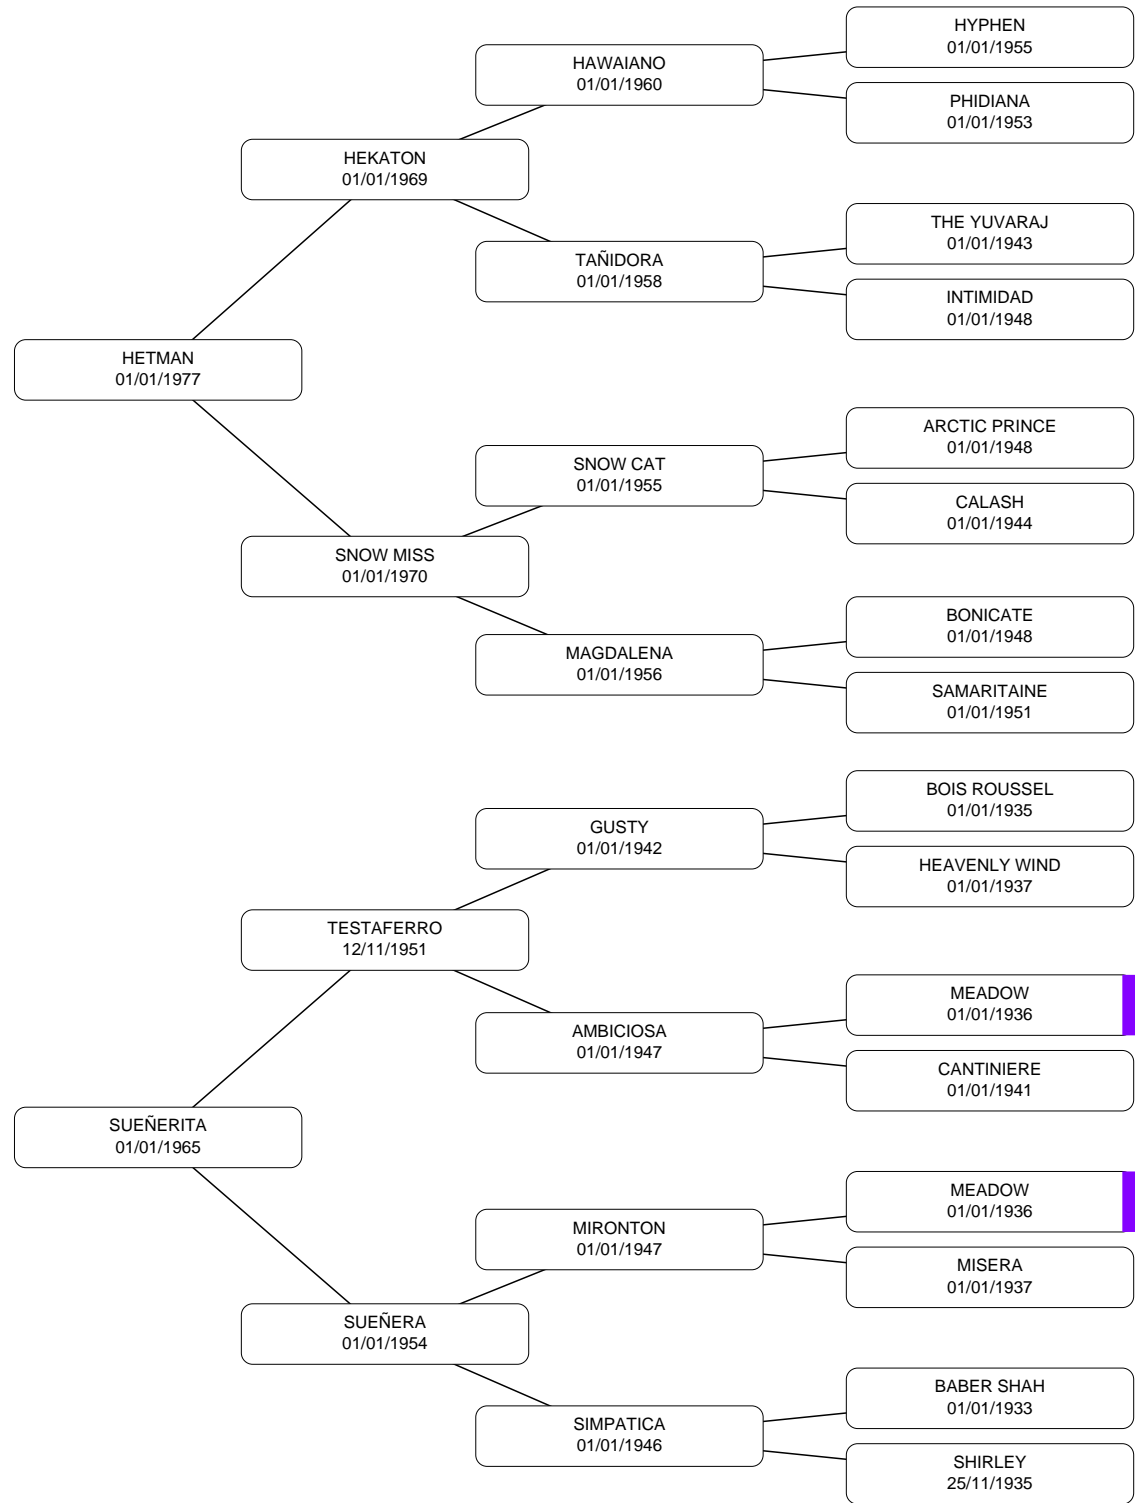 HYPHEN
01/01/1955
HAWAIANO
01/01/1960
PHIDIANA
01/01/1953
HEKATON
01/01/1969
THE YUVARAJ
01/01/1943
TAÑIDORA
01/01/1958
INTIMIDAD
01/01/1948
HETMAN
01/01/1977
ARCTIC PRINCE
01/01/1948
SNOW CAT
01/01/1955
CALASH
01/01/1944
SNOW MISS
01/01/1970
BONICATE
01/01/1948
MAGDALENA
01/01/1956
SAMARITAINE
01/01/1951
BOIS ROUSSEL
01/01/1935
GUSTY
01/01/1942
HEAVENLY WIND
01/01/1937
TESTAFERRO
12/11/1951
MEADOW
01/01/1936
AMBICIOSA
01/01/1947
CANTINIERE
01/01/1941
SUEÑERITA
01/01/1965
MEADOW
01/01/1936
MIRONTON
01/01/1947
MISERA
01/01/1937
SUEÑERA
01/01/1954
BABER SHAH
01/01/1933
SIMPATICA
01/01/1946
SHIRLEY
25/11/1935